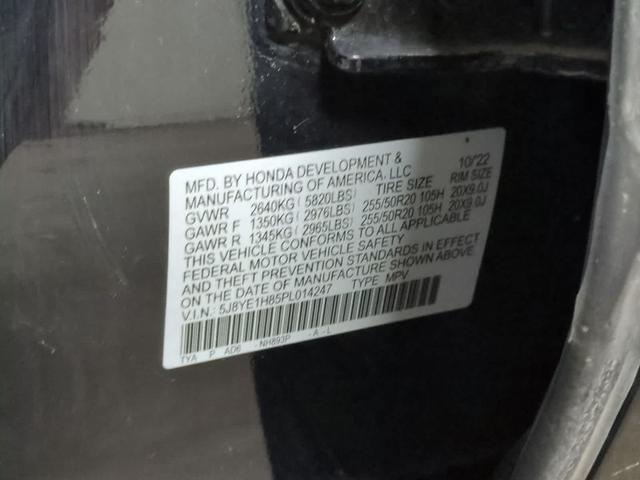 MFD. BY HONDA DEVELOPMENT & 10/22
MANUFACTURING OF AMERICA, LLC
GVWR 2640KG ( 5820LBS) TIRE SIZE RIM SIZE
GAWR F 1350KG ( 2976LBS) 255/50R20 105H 20X9.0J
GAWR R 1345KG ( 2965LBS) 255/50R20 105H 20X9.0J
THIS VEHICLE CONFORMS TO ALL APPLICABLE
FEDERAL MOTOR VEHICLE SAFETY
AND THEFT PREVENTION STANDARDS IN EFFECT
ON THE DATE OF MANUFACTURE SHOWN ABOVE.
V.I.N.: 5J8YE1H85PL014247 TYPE MPV
TYA P AD6 -NH893P -A-L